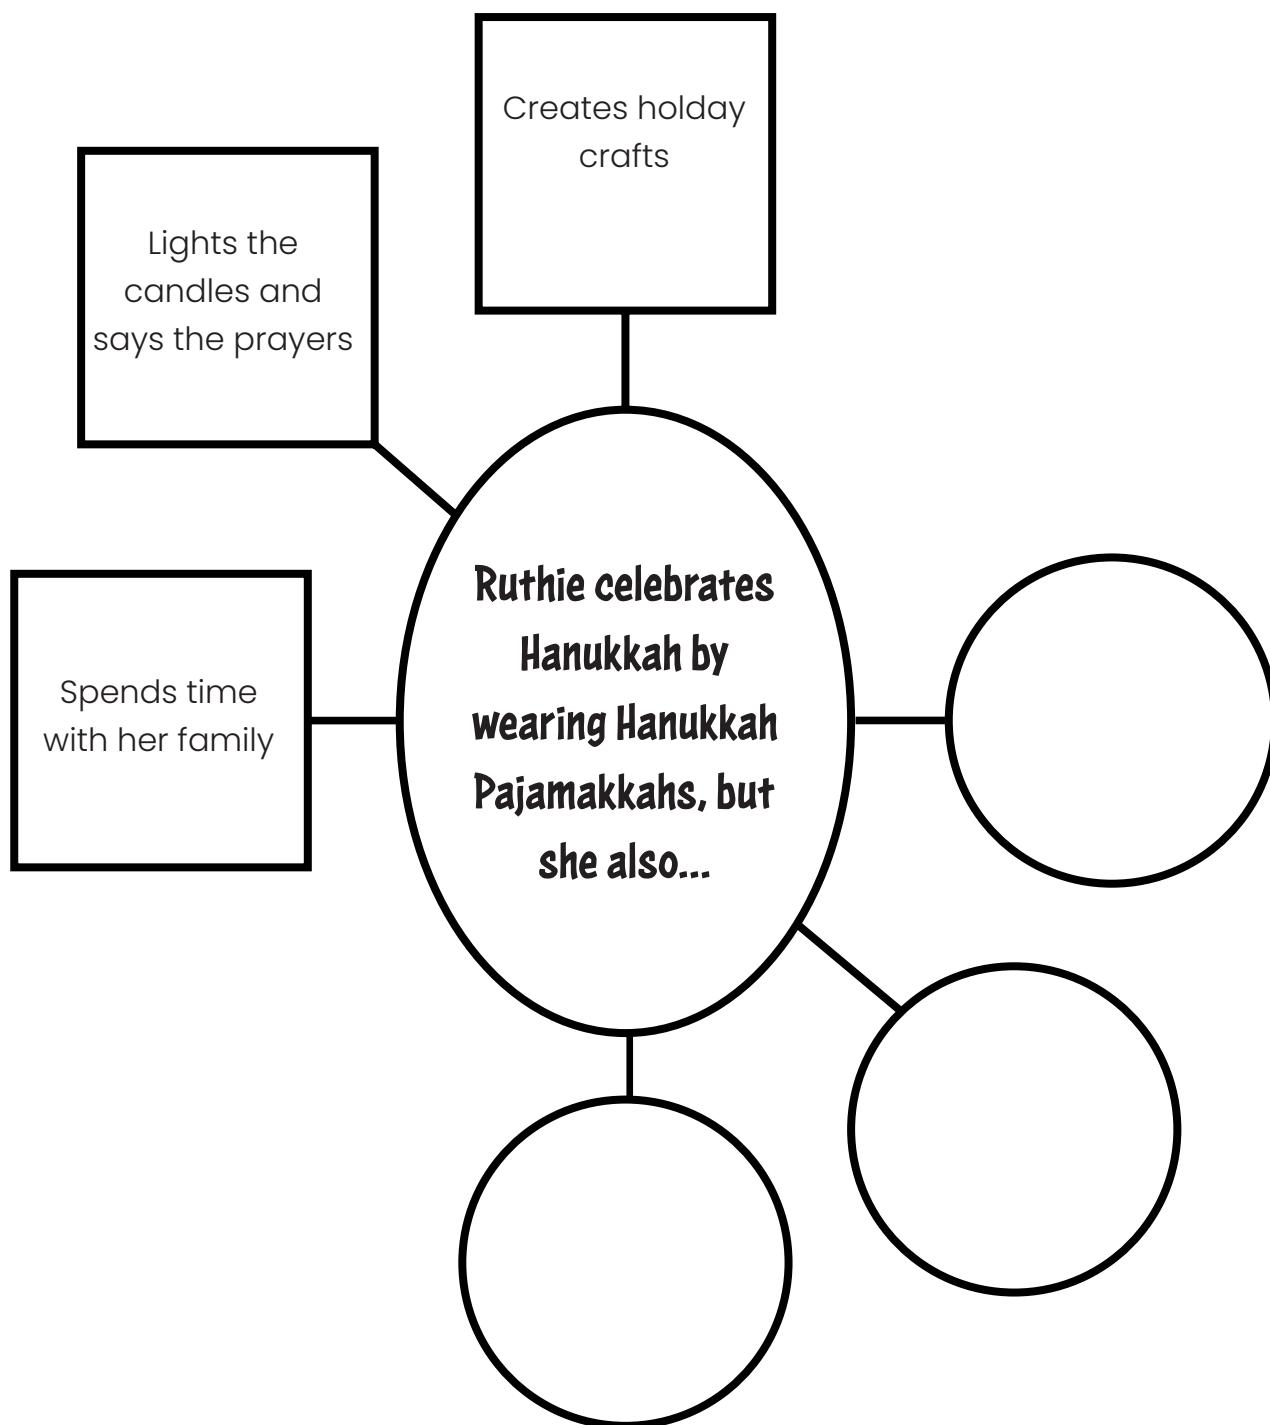 Creates holday
crafts
Lights the
candles and
says the prayers
Spends time
with her family
Ruthie celebrates
Hanukkah by
wearing Hanukkah
Pajamakkahs, but
she also...